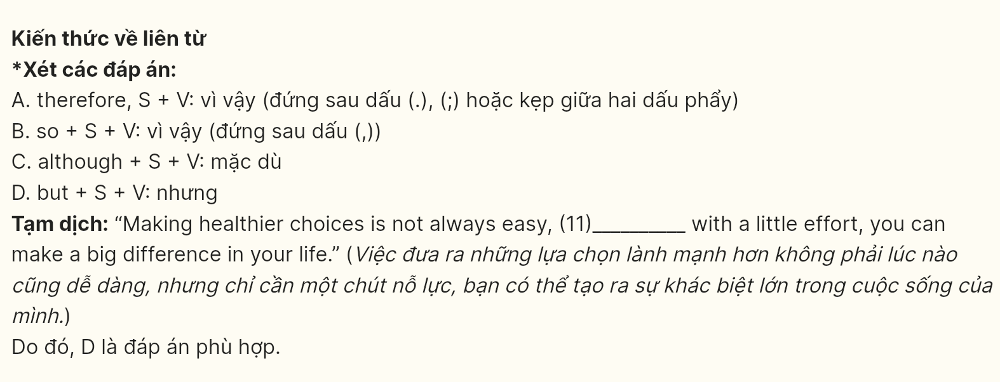 Kiến thức về liên từ
*Xét các đáp án:
A. therefore, S + V: vì vậy (đứng sau dấu (.), (;) hoặc kẹp giữa hai dấu phẩy)
B. so + S + V: vì vậy (đứng sau dấu (,))
C. although + S + V: mặc dù
D. but + S + V: nhưng
Tạm dịch: “Making healthier choices is not always easy, (11)_________ with a little effort, you can
make a big difference in your life.” (Việc đưa ra những lựa chọn lành mạnh hơn không phải lúc nào
cũng dễ dàng, nhưng chỉ cần một chút nỗ lực, bạn có thể tạo ra sự khác biệt lớn trong cuộc sống của
mình.)
Do đó, D là đáp án phù hợp.